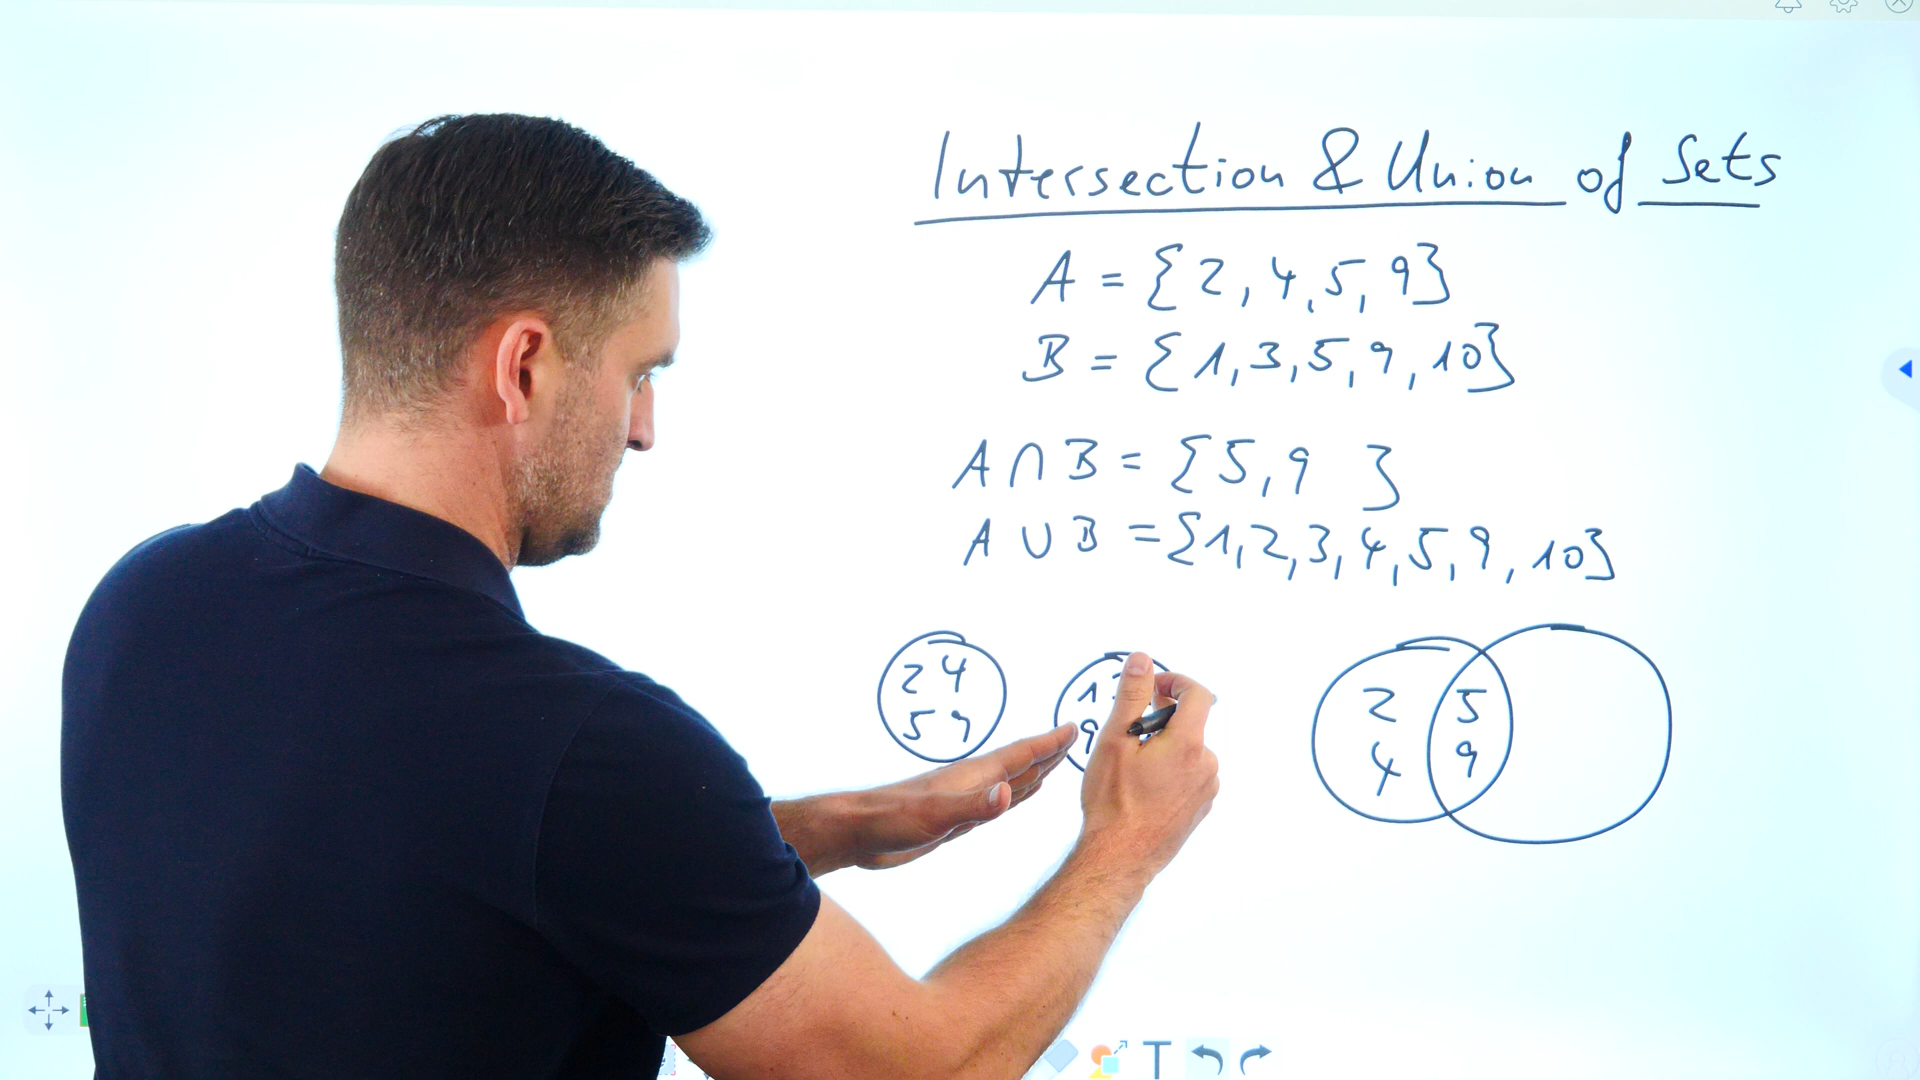 Intersection & Union of Sets
A = {2, 4, 5, 9}
B = {1, 3, 5, 9, 10}
A ∩ B = {5, 9 }
A ∪ B = {1, 2, 3, 4, 5, 9, 10}
2 4
5 9
1
9
2 5
4 9
T